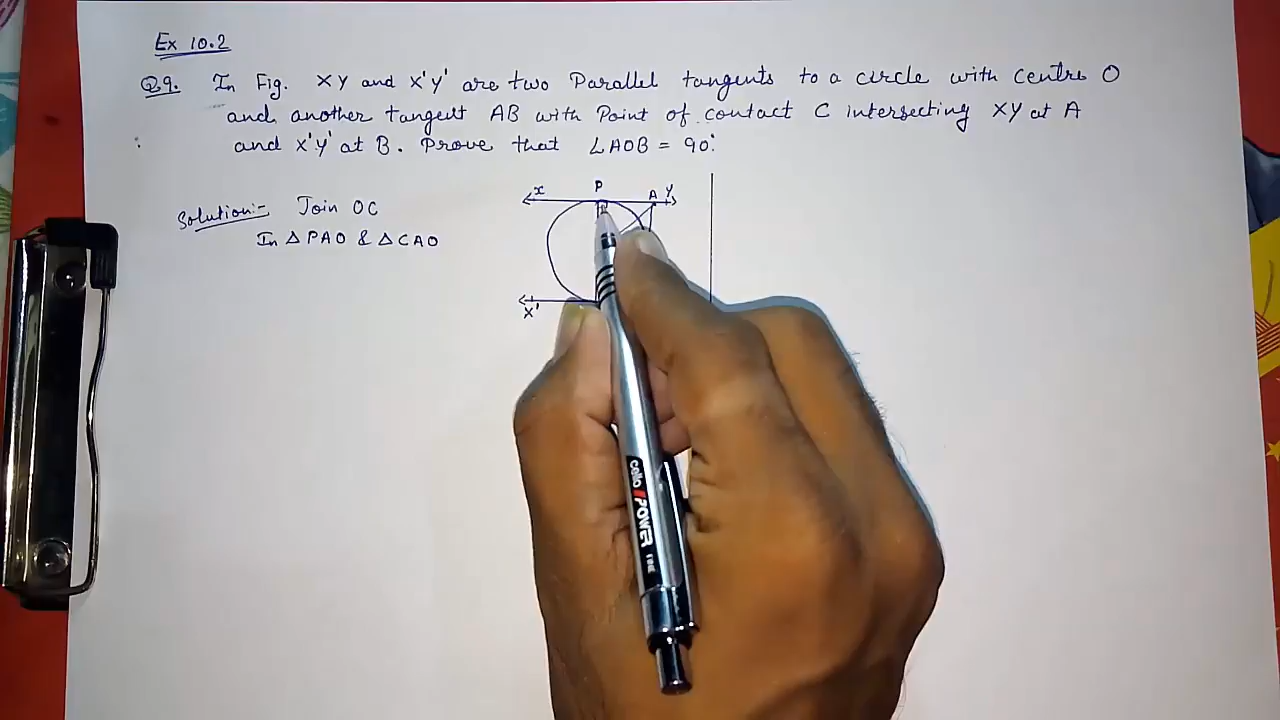 Ex 10.2
Q9. In Fig. XY and X'Y' are two Parallel tangents to a circle with centre O
and another tangent AB with Point of contact C intersecting XY at A
and X'Y' at B. Prove that ∠AOB = 90°.
Solution:- Join OC
In △PAO & △CAO
X P A Y
X'
cello POWER FINE